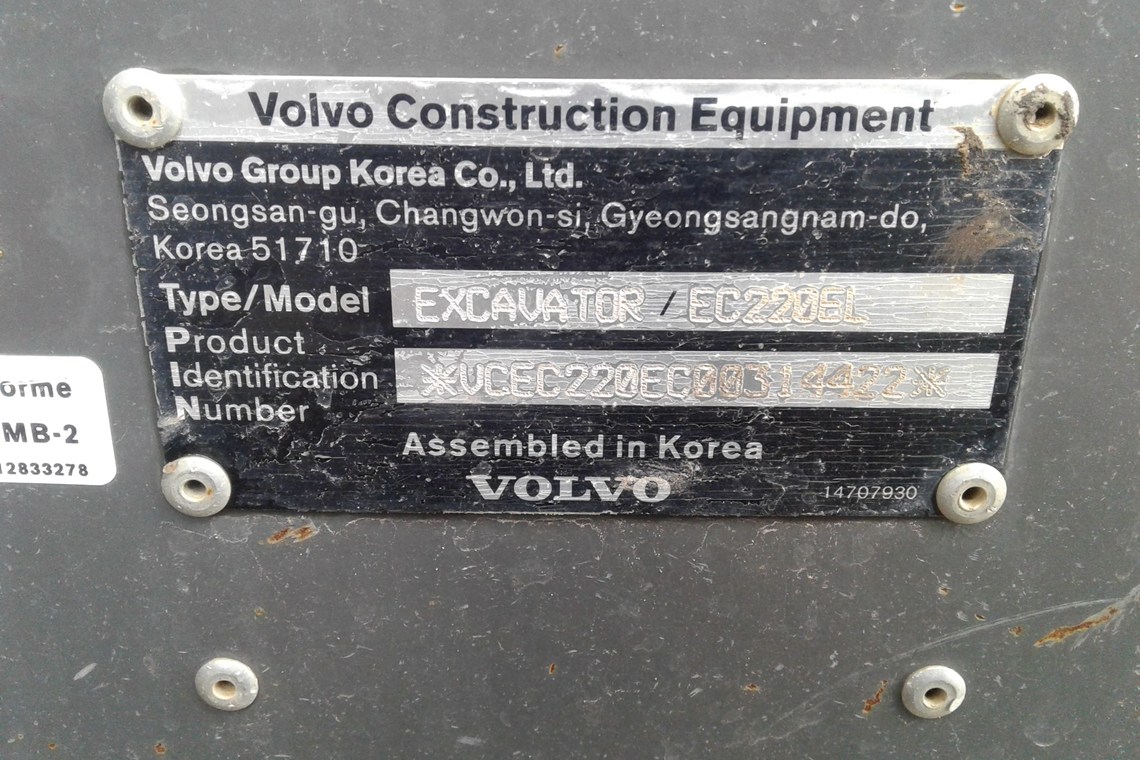 Volvo Construction Equipment
Volvo Group Korea Co., Ltd.
Seongsan-gu, Changwon-si, Gyeongsangnam-do,
Korea 51710
Type/Model EXCAVATOR / EC220EL
Product
Identification *VCEC220EC00314422*
Number
Assembled in Korea
VOLVO
14707930
orme
MB-2
12833278